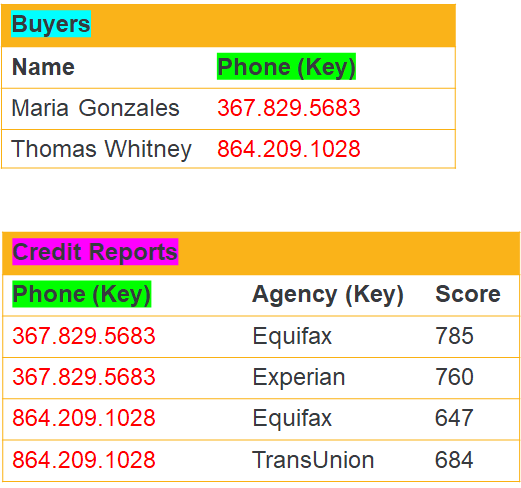 Buyers
Name Phone (Key)
Maria Gonzales 367.829.5683
Thomas Whitney 864.209.1028
Credit Reports
Phone (Key) Agency (Key) Score
367.829.5683 Equifax 785
367.829.5683 Experian 760
864.209.1028 Equifax 647
864.209.1028 TransUnion 684